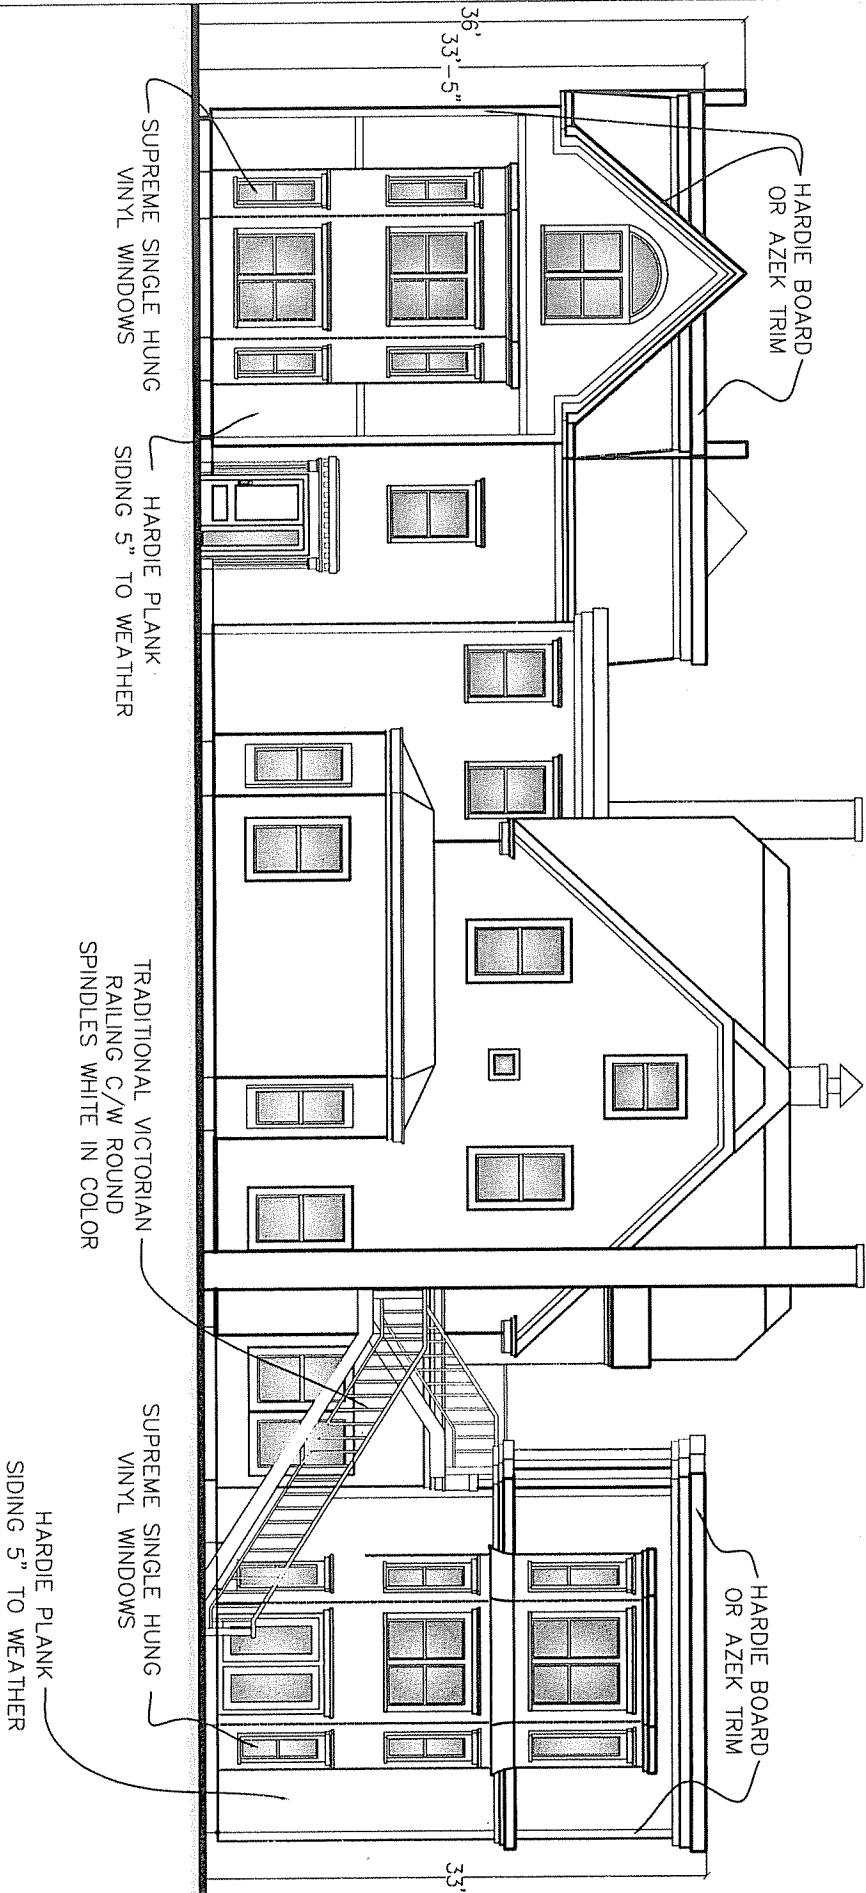 36'
33'-5"
HARDIE BOARD
OR AZEK TRIM
SUPREME SINGLE HUNG
VINYL WINDOWS
HARDIE PLANK
SIDING 5" TO WEATHER
TRADITIONAL VICTORIAN
RAILING C/W ROUND
SPINDLES WHITE IN COLOR
SUPREME SINGLE HUNG
VINYL WINDOWS
HARDIE PLANK
SIDING 5" TO WEATHER
HARDIE BOARD
OR AZEK TRIM
33'